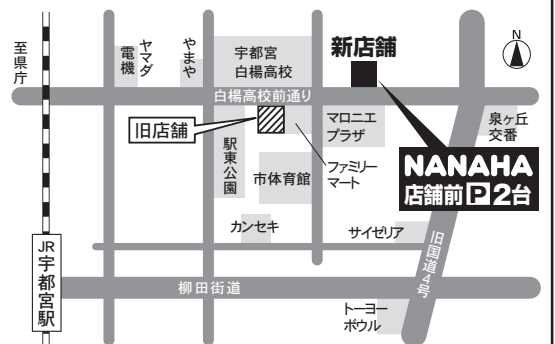 至県庁
ヤマダ
電機
やまや
宇都宮
白楊高校
新店舗
N
白楊高校前通り
旧店舗
駅東公園
マロニエ
プラザ
泉ヶ丘
交番
ファミリー
マート
市体育館
NANAHA
店舗前P2台
カンセキ
サイゼリア
旧国道4号
JR
宇都宮駅
柳田街道
トーヨー
ボウル